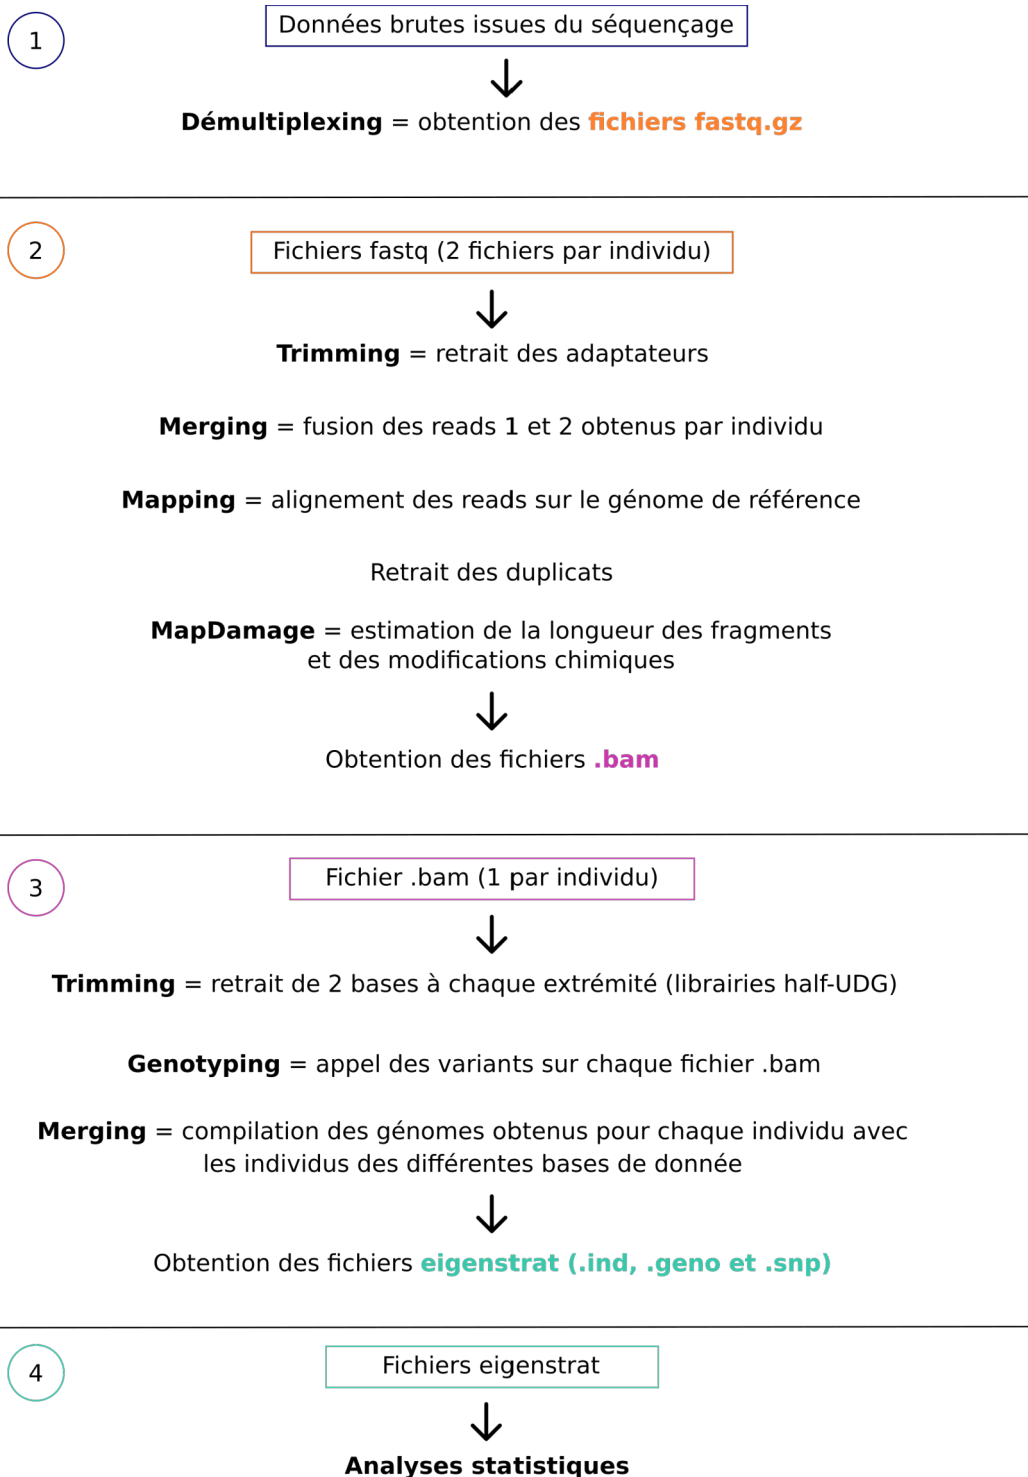 1
Données brutes issues du séquençage
Démultiplexing = obtention des fichiers fastq.gz
2
Fichiers fastq (2 fichiers par individu)
Trimming = retrait des adaptateurs
Merging = fusion des reads 1 et 2 obtenus par individu
Mapping = alignement des reads sur le génome de référence
Retrait des duplicats
MapDamage = estimation de la longueur des fragments
et des modifications chimiques
Obtention des fichiers .bam
3
Fichier .bam (1 par individu)
Trimming = retrait de 2 bases à chaque extrémité (librairies half-UDG)
Genotyping = appel des variants sur chaque fichier .bam
Merging = compilation des génomes obtenus pour chaque individu avec
les individus des différentes bases de donnée
Obtention des fichiers eigenstrat (.ind, .geno et .snp)
4
Fichiers eigenstrat
Analyses statistiques